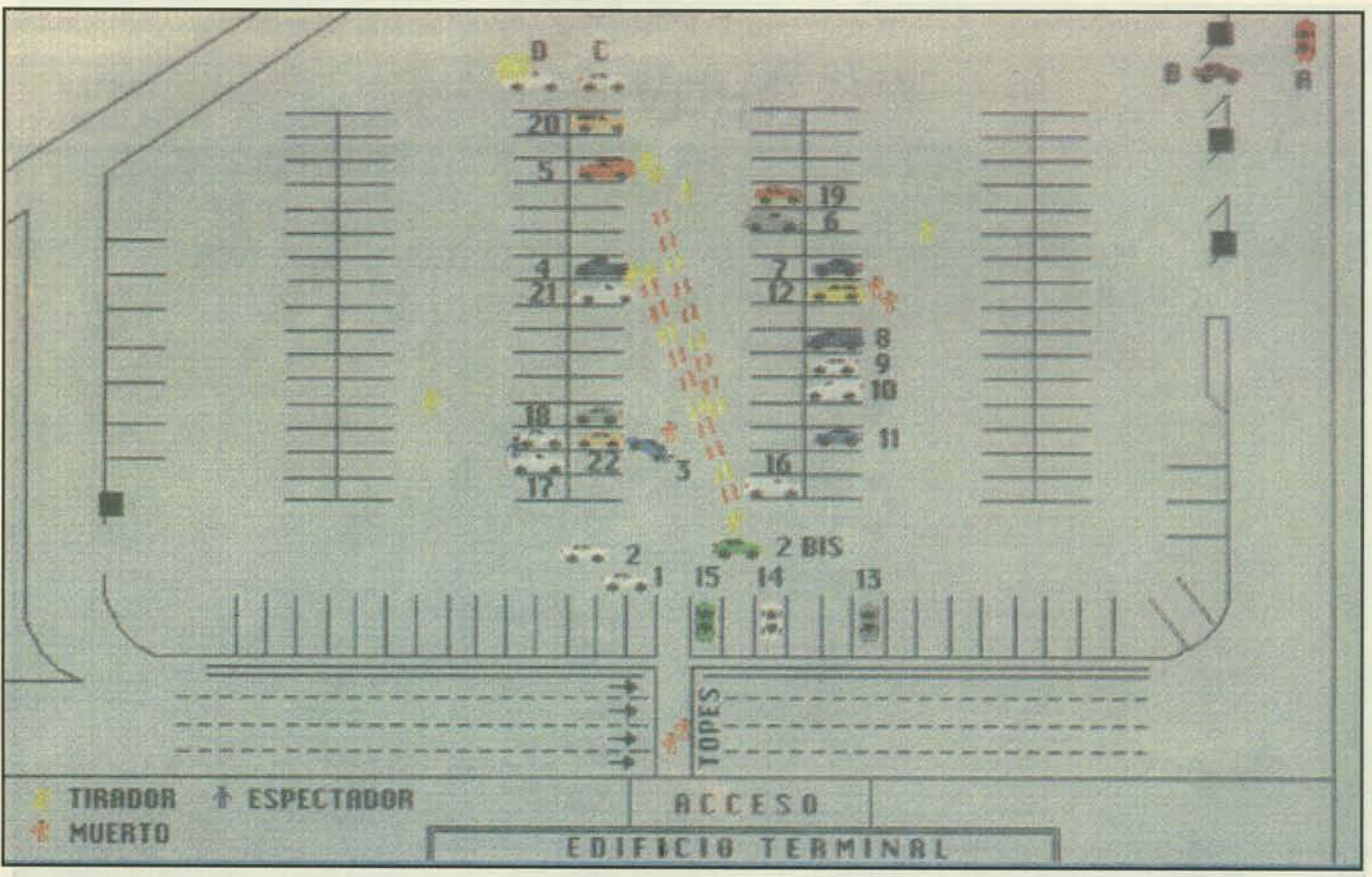 D C
B A
20
5
19
6
4
7
21
12
8
9
10
18
11
22
3
16
17
2
2 BIS
1
15
14
13
TOPES
TIRADOR
ESPECTADOR
MUERTO
ACCESO
EDIFICIO TERMINAL